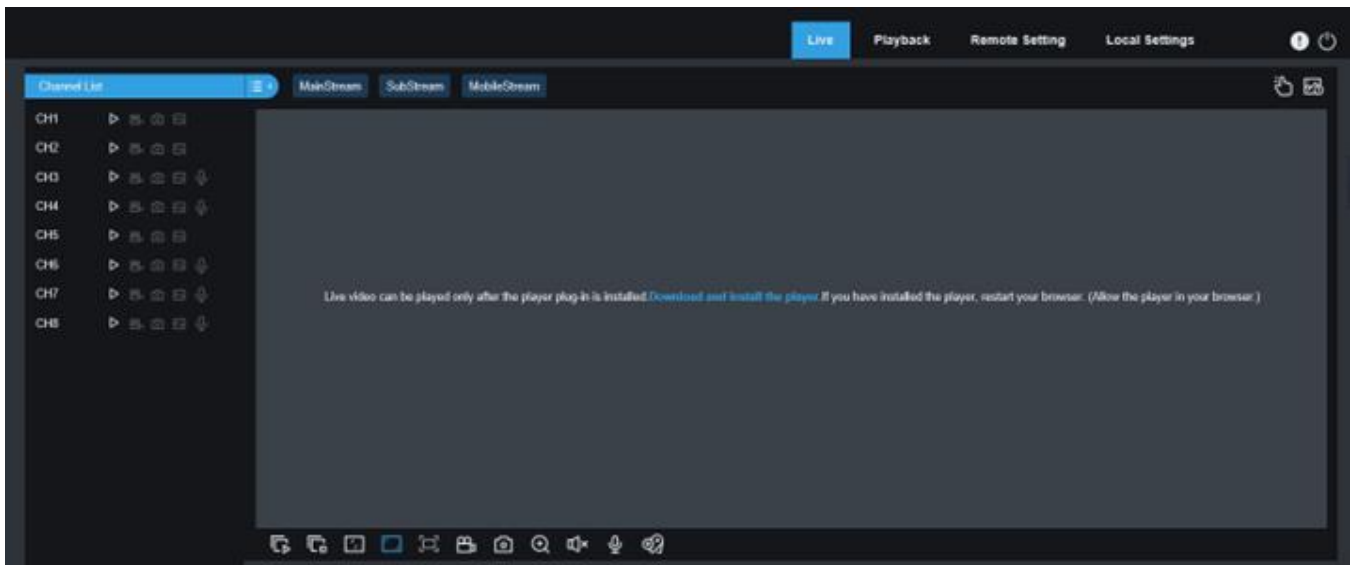 Live Playback Remote Setting Local Settings
Channel List MainStream SubStream MobileStream
CH1
CH2
CH3
CH4
CH5
CH6
CH7
CH8
Live video can be played only after the player plug-in is installed.Download and install the player.If you have installed the player, restart your browser. (Allow the player in your browser.)